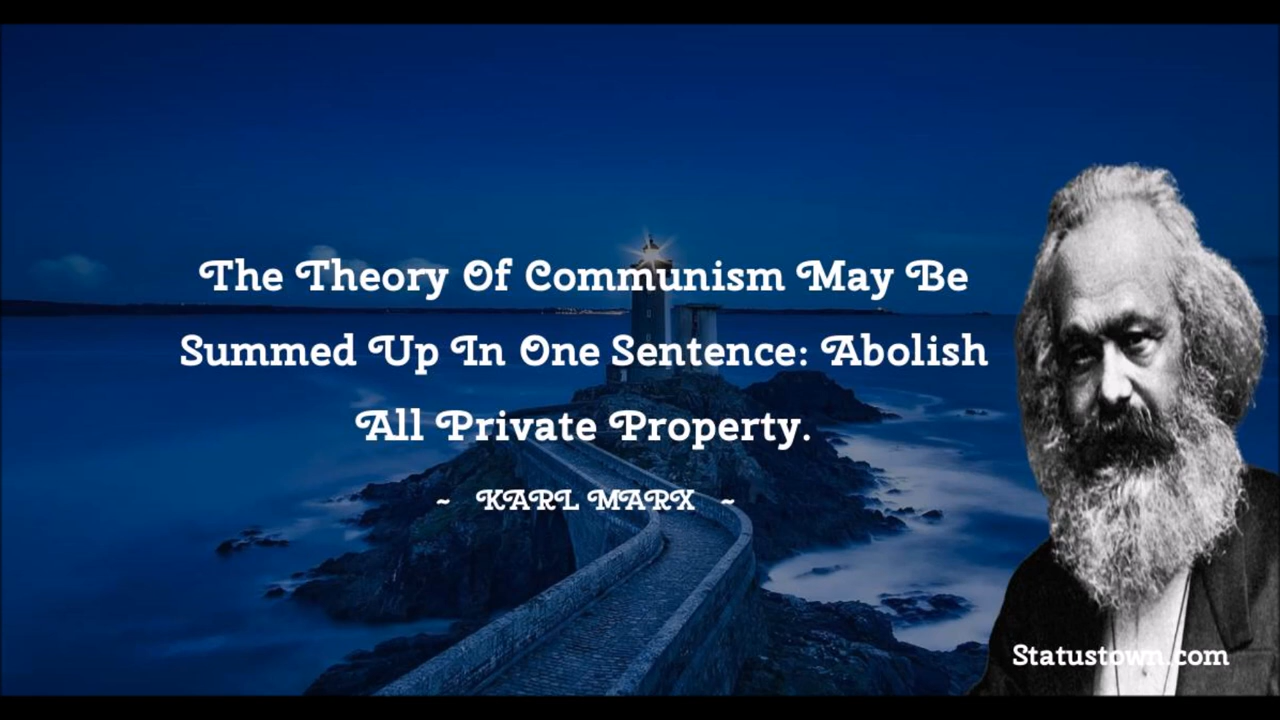 The Theory Of Communism May Be
Summed Up In One Sentence: Abolish
All Private Property.
~ KARL MARX ~
Statustown.com